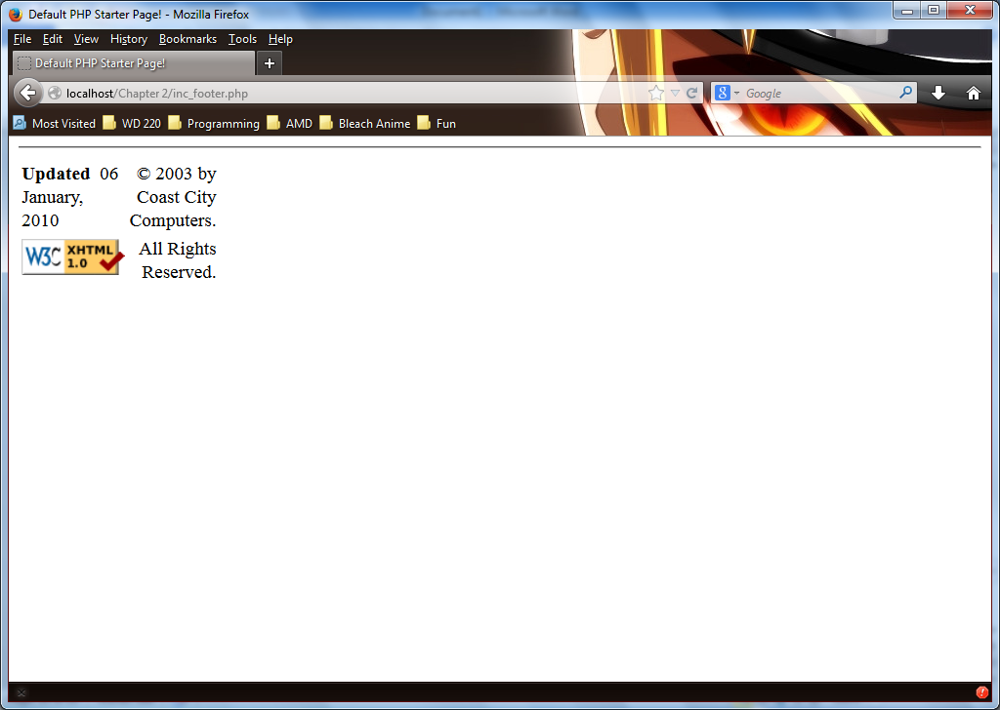 Default PHP Starter Page! - Mozilla Firefox
File Edit View History Bookmarks Tools Help
Default PHP Starter Page!
localhost/Chapter 2/inc_footer.php
Google
Most Visited WD 220 Programming AMD Bleach Anime Fun
Updated 06 January, 2010
© 2003 by Coast City Computers.
W3C XHTML 1.0
All Rights Reserved.